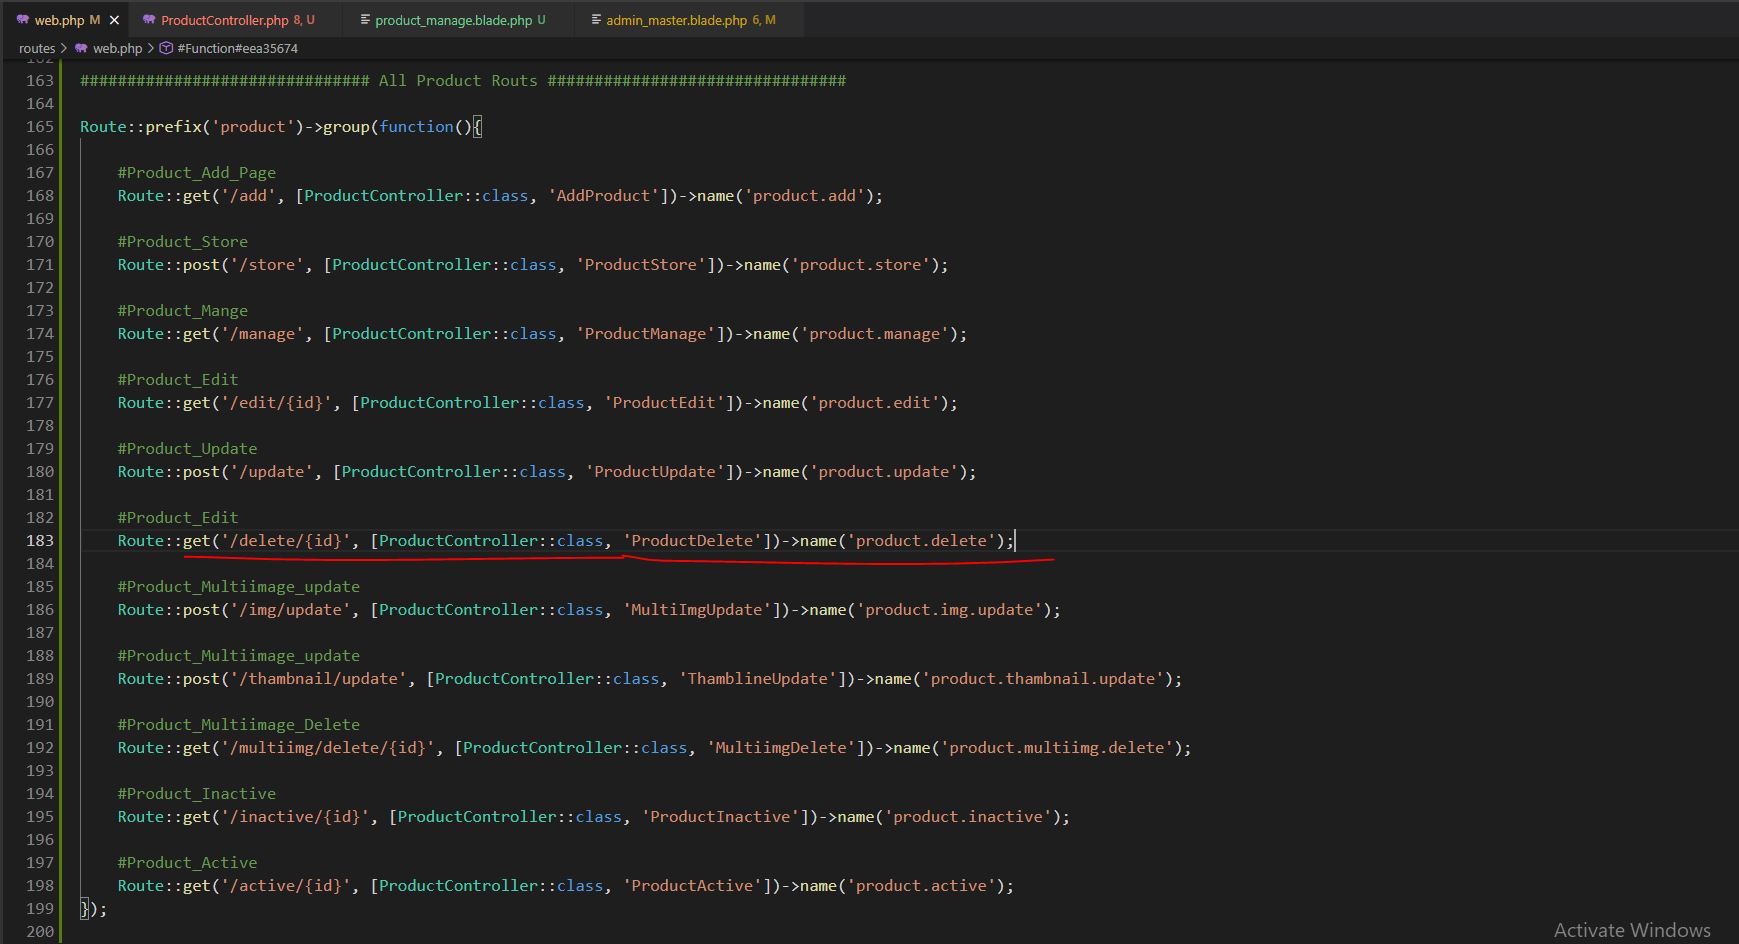 web.php M ProductController.php 8, U product_manage.blade.php U admin_master.blade.php 6, M
routes > web.php > #Function#eea35674
162
163 ############################### All Product Routs ################################
164
165 Route::prefix('product')->group(function(){
166
167 #Product_Add_Page
168 Route::get('/add', [ProductController::class, 'AddProduct'])->name('product.add');
169
170 #Product_Store
171 Route::post('/store', [ProductController::class, 'ProductStore'])->name('product.store');
172
173 #Product_Mange
174 Route::get('/manage', [ProductController::class, 'ProductManage'])->name('product.manage');
175
176 #Product_Edit
177 Route::get('/edit/{id}', [ProductController::class, 'ProductEdit'])->name('product.edit');
178
179 #Product_Update
180 Route::post('/update', [ProductController::class, 'ProductUpdate'])->name('product.update');
181
182 #Product_Edit
183 Route::get('/delete/{id}', [ProductController::class, 'ProductDelete'])->name('product.delete');
184
185 #Product_Multiimage_update
186 Route::post('/img/update', [ProductController::class, 'MultiImgUpdate'])->name('product.img.update');
187
188 #Product_Multiimage_update
189 Route::post('/thambnail/update', [ProductController::class, 'ThamblineUpdate'])->name('product.thambnail.update');
190
191 #Product_Multiimage_Delete
192 Route::get('/multiimg/delete/{id}', [ProductController::class, 'MultiimgDelete'])->name('product.multiimg.delete');
193
194 #Product_Inactive
195 Route::get('/inactive/{id}', [ProductController::class, 'ProductInactive'])->name('product.inactive');
196
197 #Product_Active
198 Route::get('/active/{id}', [ProductController::class, 'ProductActive'])->name('product.active');
199 });
200
Activate Windows